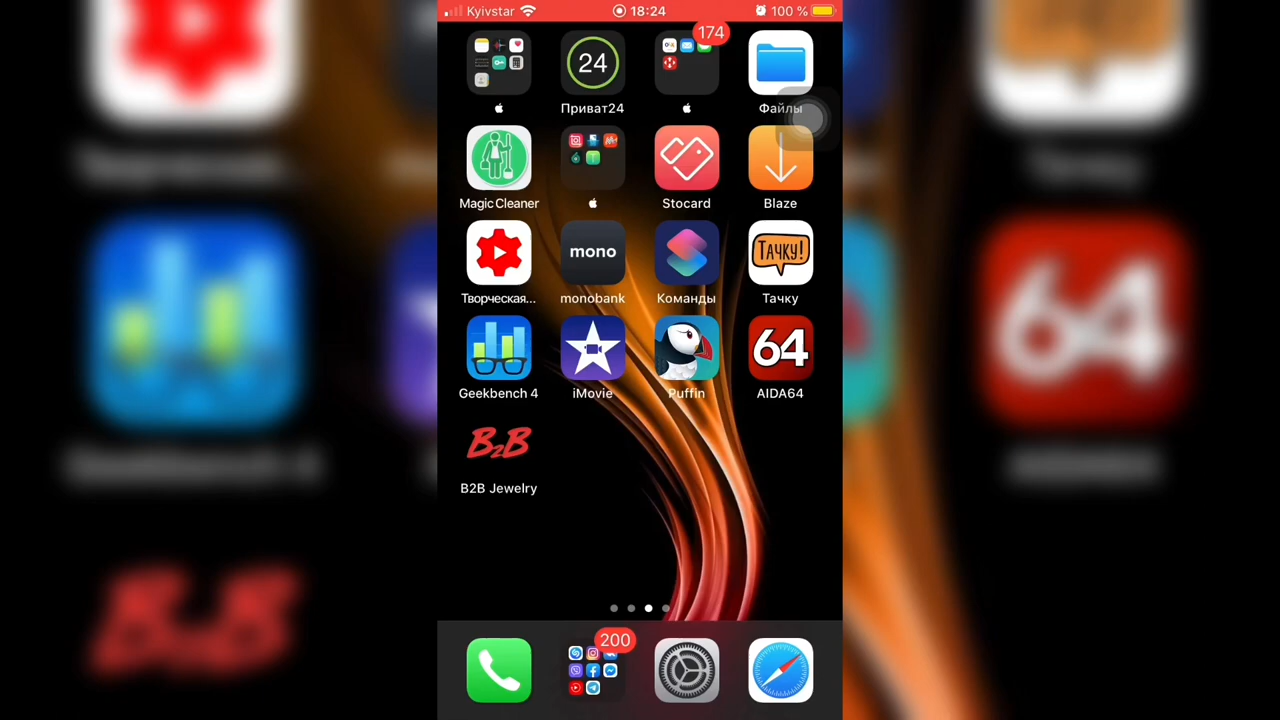 Kyivstar 18:24 100 %
174
24
Приват24 Файлы
Magic Cleaner Stocard Blaze
mono ТАЧКУ!
Творческая... monobank Команды Тачку
64
Geekbench 4 iMovie Puffin AIDA64
B2B
B2B Jewelry
200